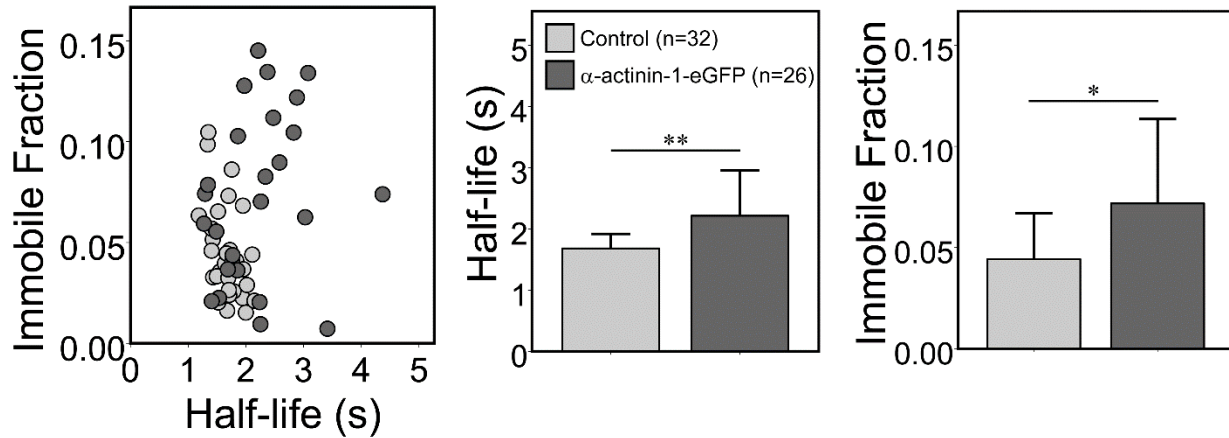 Immobile Fraction
0.15
0.10
0.05
0.00
0 1 2 3 4 5
Half-life (s)
Half-life (s)
5
4
3
2
1
0
Control (n=32)
α-actinin-1-eGFP (n=26)
**
Immobile Fraction
0.15
0.10
0.05
0.00
*